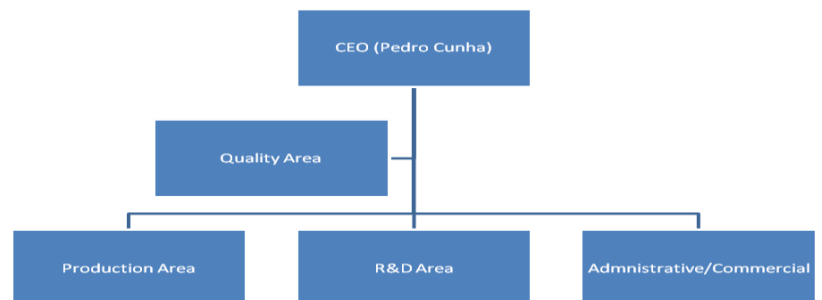 CEO (Pedro Cunha)
Quality Area
Production Area
R&D Area
Admnistrative/Commercial